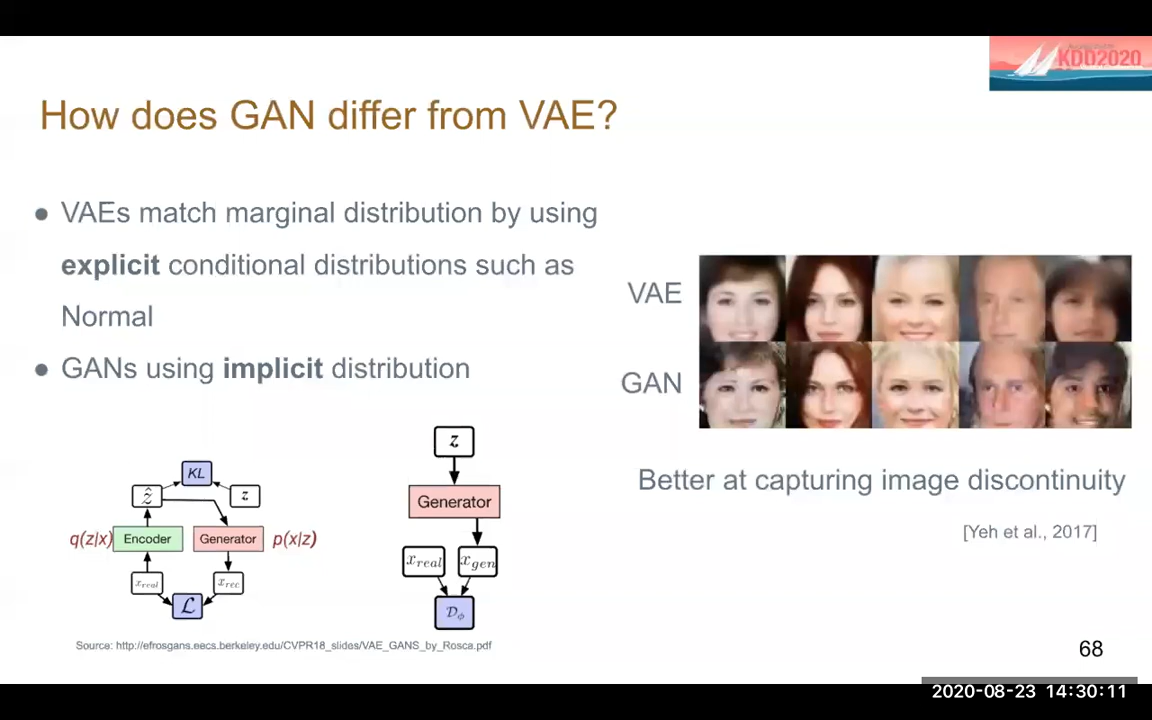 KDD2020
How does GAN differ from VAE?
● VAEs match marginal distribution by using
explicit conditional distributions such as
Normal
● GANs using implicit distribution
VAE
GAN
Better at capturing image discontinuity
[Yeh et al., 2017]
KL
ẑ
z
q(z|x)
Encoder
Generator
p(x|z)
x_real
x_rec
ℒ
z
Generator
x_real
x_gen
𝒟_ϕ
Source: http://efrosgans.eecs.berkeley.edu/CVPR18_slides/VAE_GANS_by_Rosca.pdf
68
2020-08-23 14:30:11